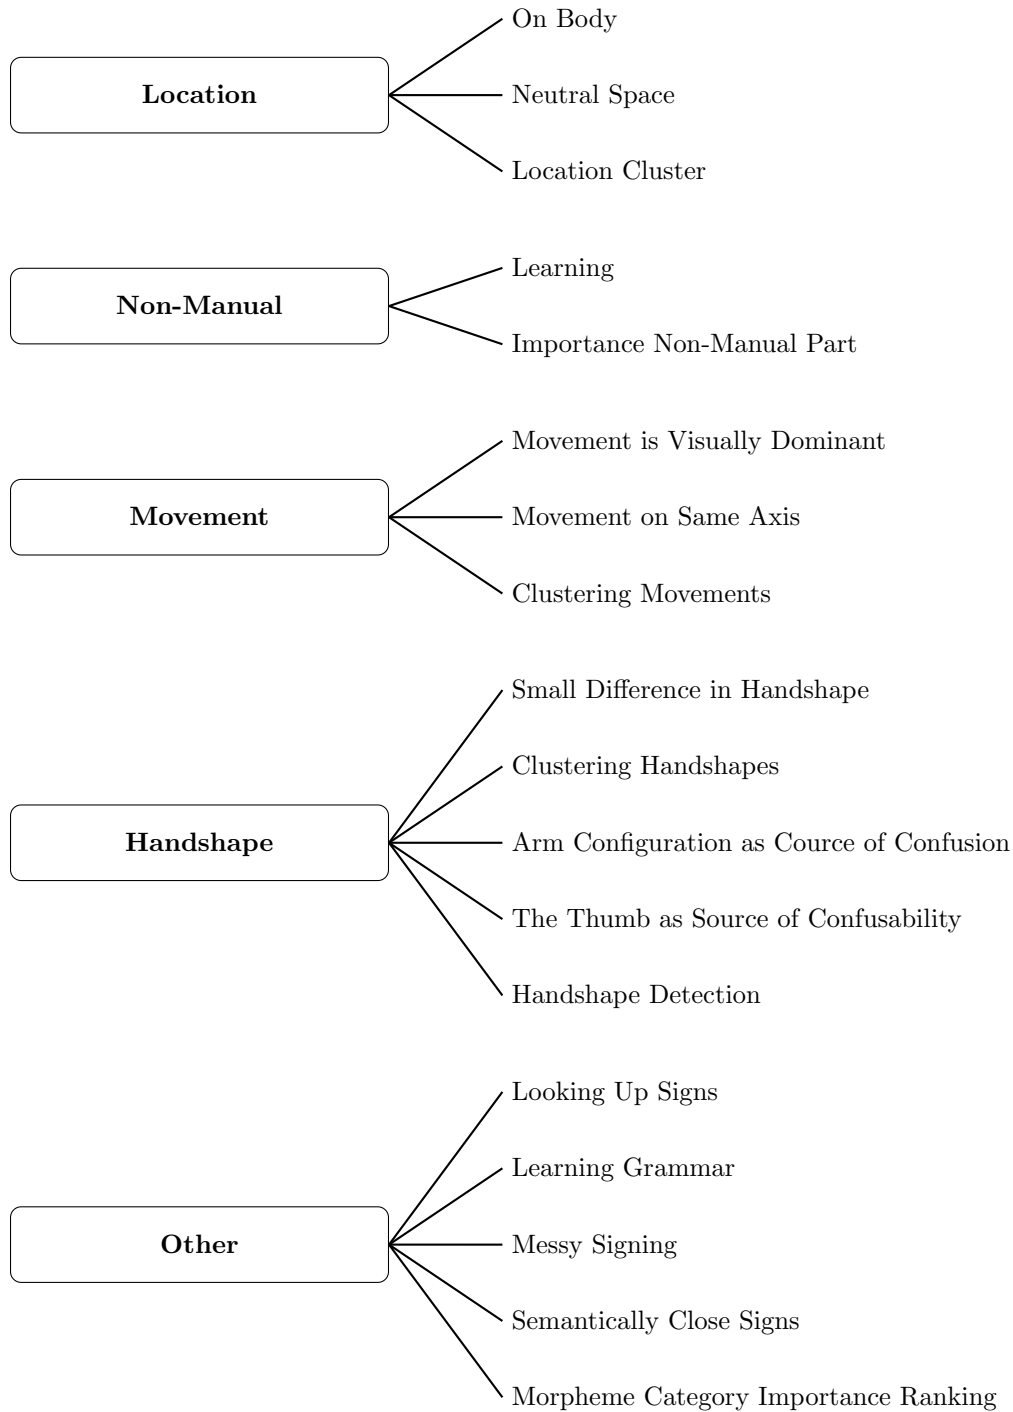 Location
On Body
Neutral Space
Location Cluster
Non-Manual
Learning
Importance Non-Manual Part
Movement
Movement is Visually Dominant
Movement on Same Axis
Clustering Movements
Handshape
Small Difference in Handshape
Clustering Handshapes
Arm Configuration as Cource of Confusion
The Thumb as Source of Confusability
Handshape Detection
Other
Looking Up Signs
Learning Grammar
Messy Signing
Semantically Close Signs
Morpheme Category Importance Ranking